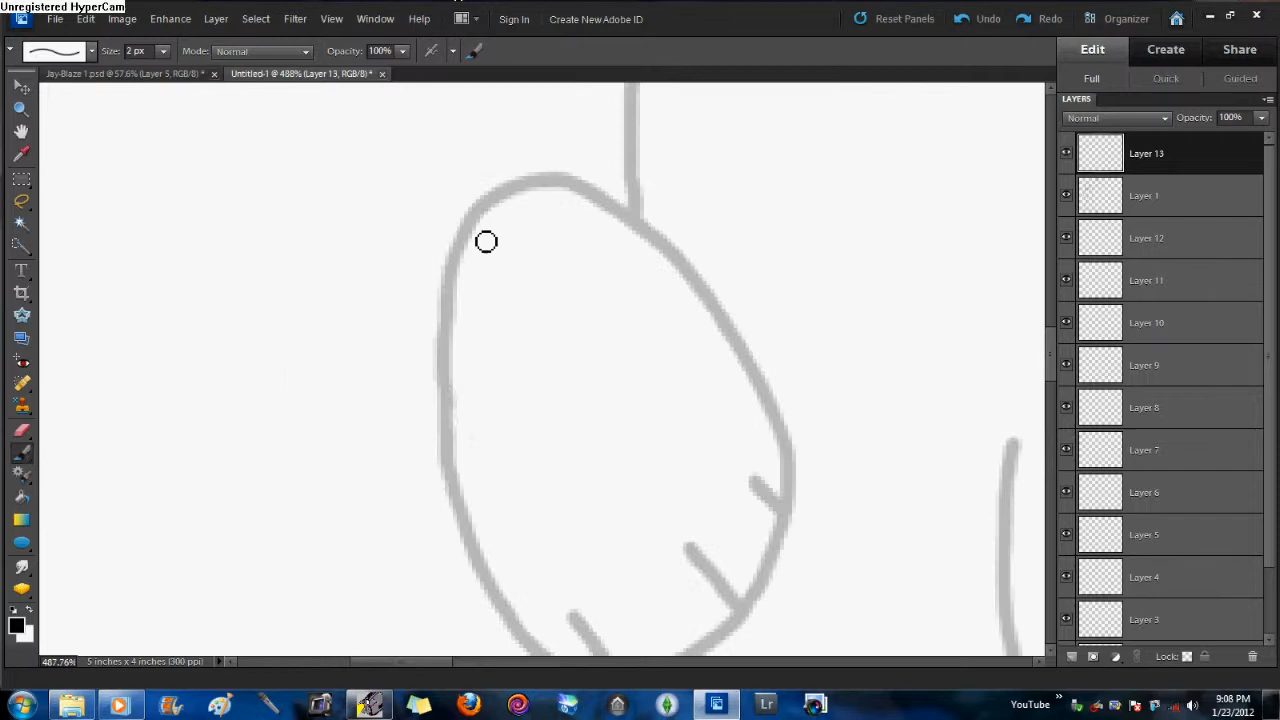 Unregistered HyperCam
File Edit Image Enhance Layer Select Filter View Window Help Sign In Create New Adobe ID Reset Panels Undo Redo Organizer
Size: 2 px Mode: Normal Opacity: 100% Edit Create Share
Jay-Blaze 1.psd @ 57.6% (Layer 5, RGB/8) * Untitled-1 @ 488% (Layer 13, RGB/8) * Full Quick Guided
LAYERS
Normal Opacity: 100%
Layer 13
Layer 1
Layer 12
Layer 11
Layer 10
Layer 9
Layer 8
Layer 7
Layer 6
Layer 5
Layer 4
Layer 3
487.76% 5 inches x 4 inches (300 ppi) Lock:
Lr YouTube 9:08 PM
1/23/2012